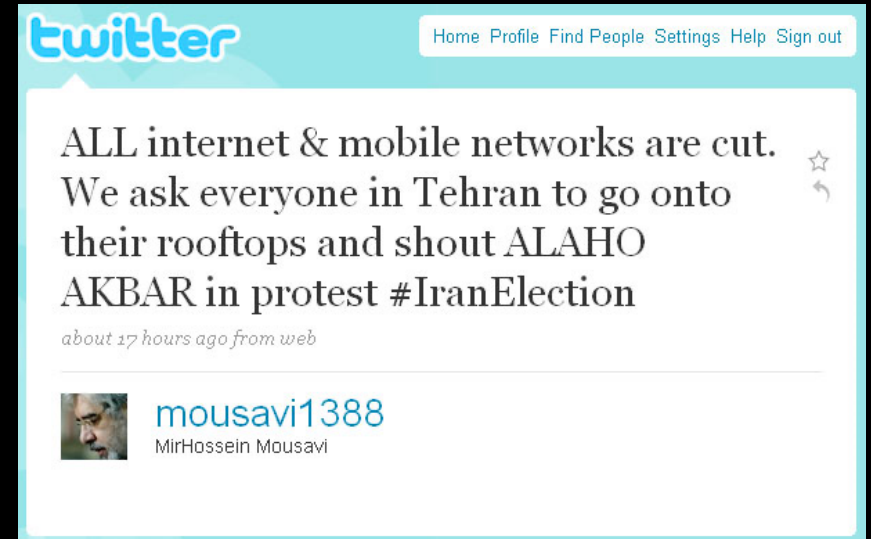 twitter
Home Profile Find People Settings Help Sign out
ALL internet & mobile networks are cut.
We ask everyone in Tehran to go onto
their rooftops and shout ALAHO
AKBAR in protest #IranElection
about 17 hours ago from web
mousavi1388
MirHossein Mousavi